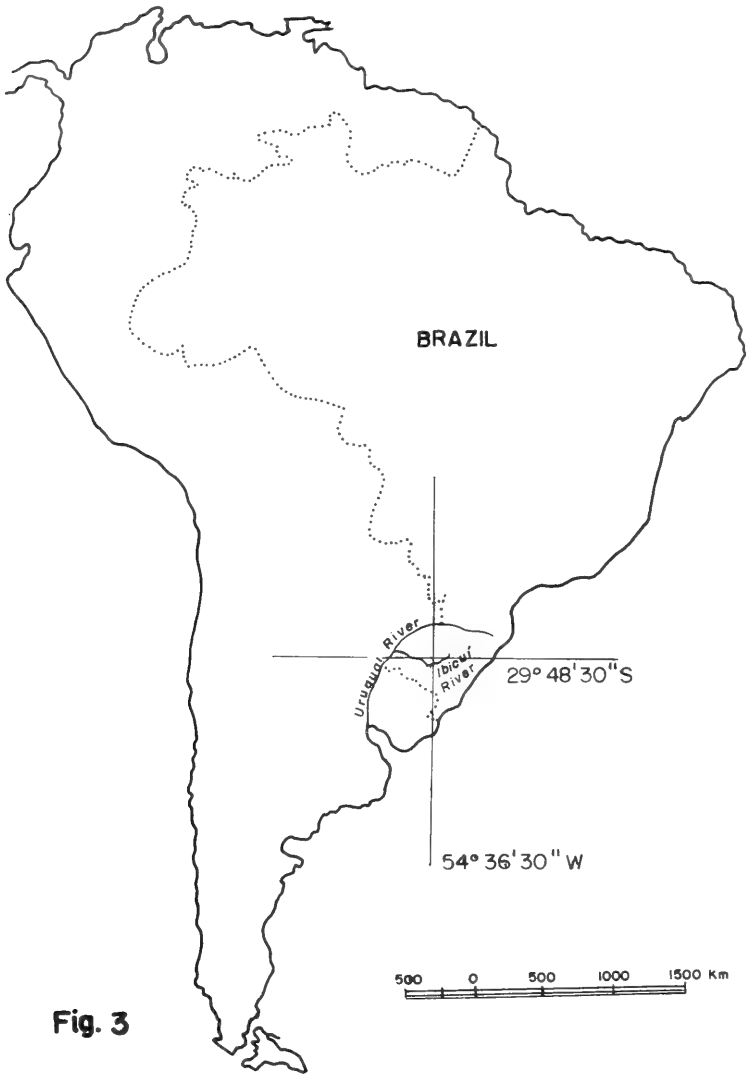 BRAZIL
Uruguai River
Ibicuí
River
29° 48' 30" S
54° 36' 30" W
500 0 500 1000 1500 Km
Fig. 3